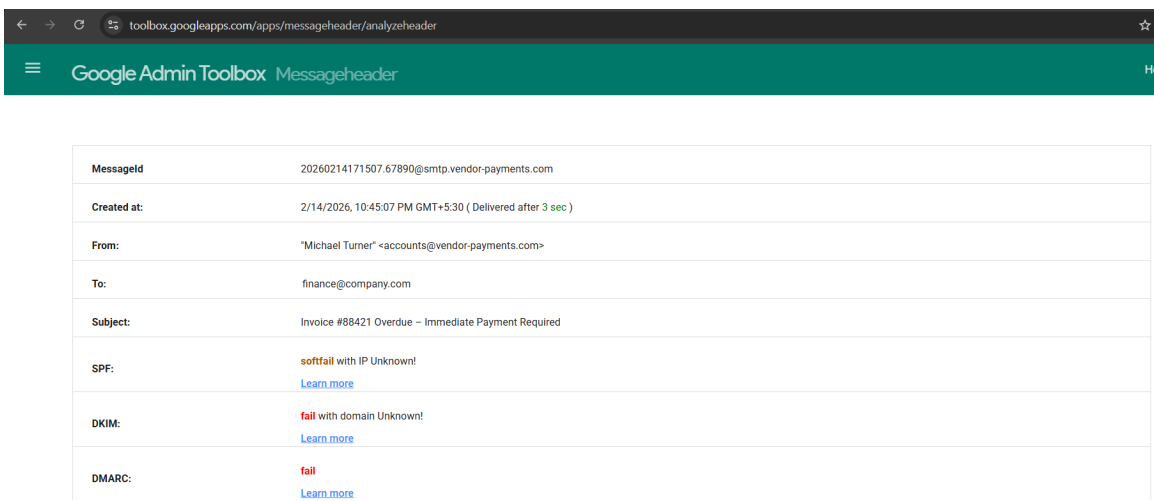 toolbox.googleapps.com/apps/messageheader/analyzeheader
Google Admin Toolbox Messageheader
MessageId 20260214171507.67890@smtp.vendor-payments.com
Created at: 2/14/2026, 10:45:07 PM GMT+5:30 ( Delivered after 3 sec )
From: "Michael Turner" <accounts@vendor-payments.com>
To: finance@company.com
Subject: Invoice #88421 Overdue – Immediate Payment Required
SPF: softfail with IP Unknown!
Learn more
DKIM: fail with domain Unknown!
Learn more
DMARC: fail
Learn more